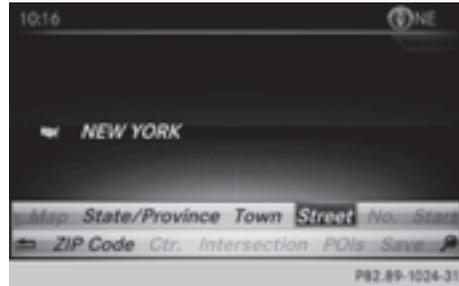 10:16 NE
NEW YORK
Map State/Province Town Street No. Start
ZIP Code Ctr. Intersection POIs Save
P82.89-1024-31